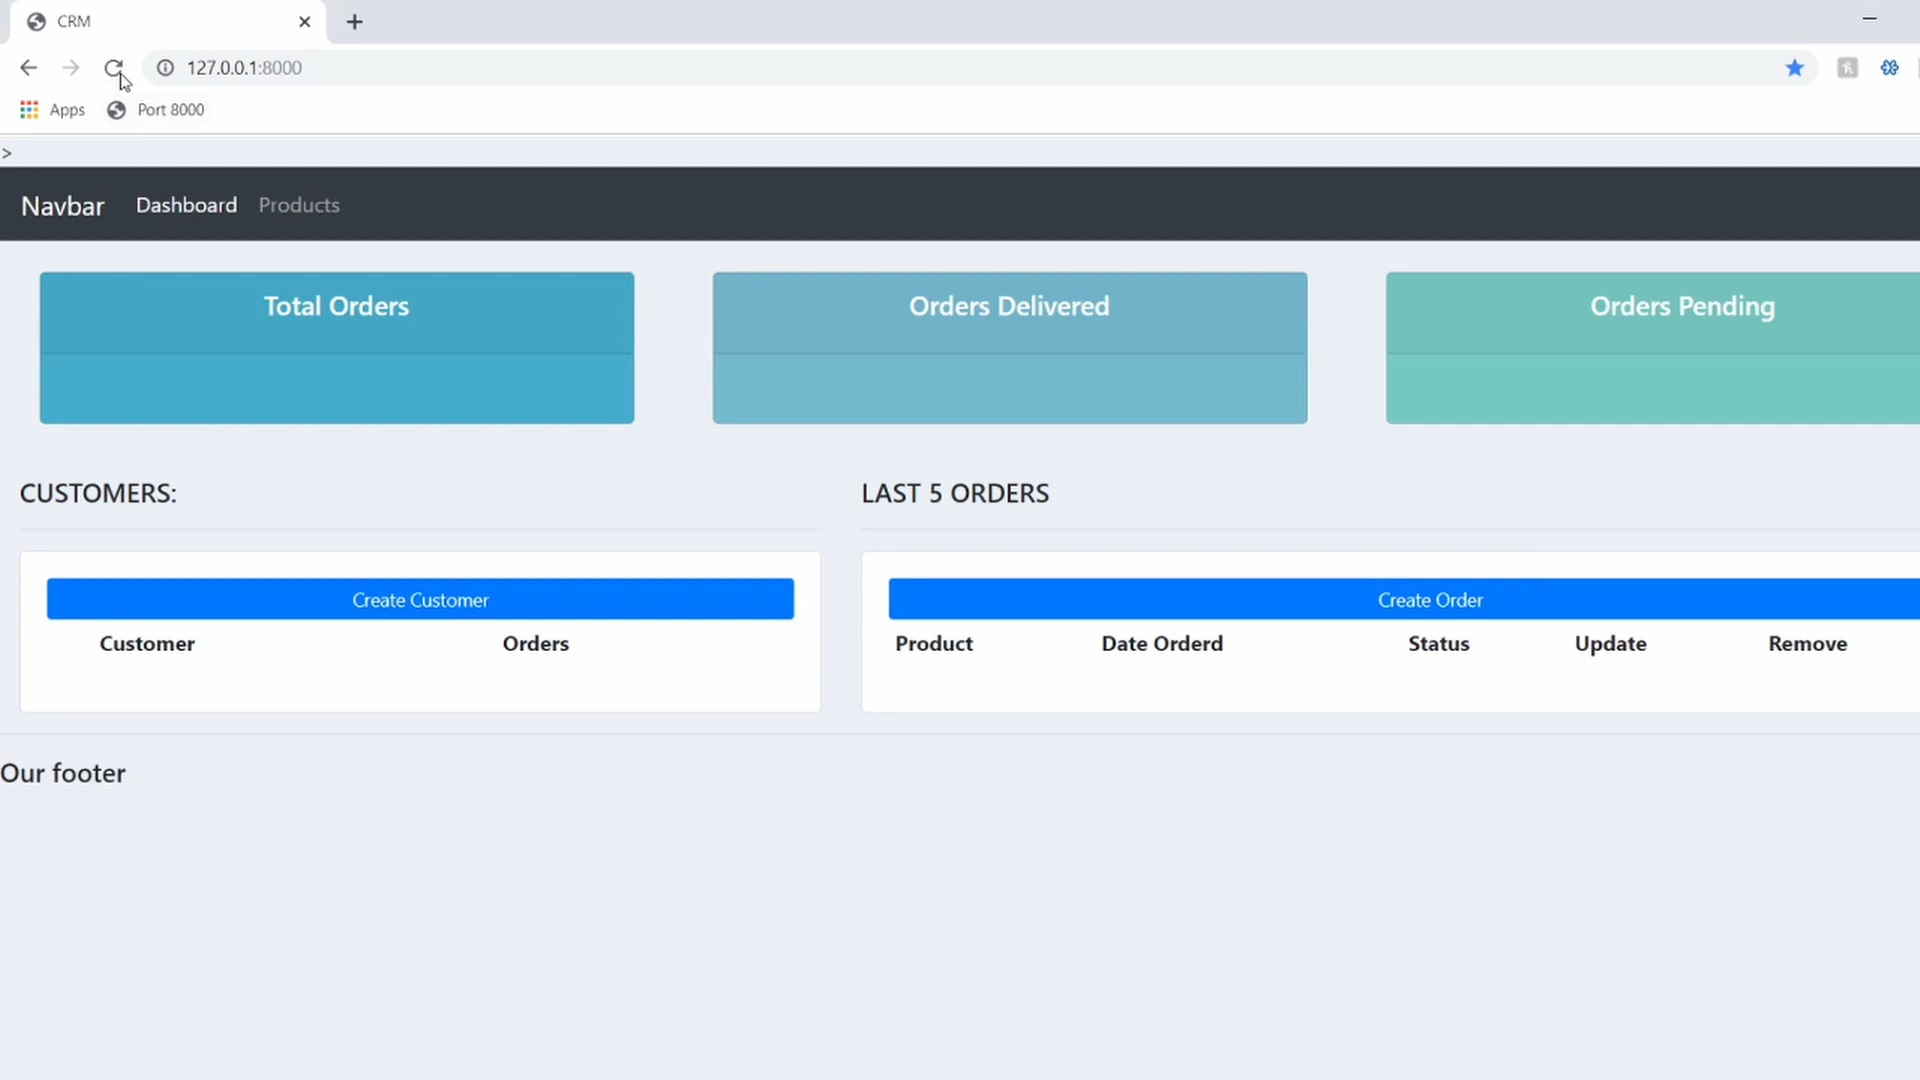 CRM
127.0.0.1:8000
Apps Port 8000
>
Navbar Dashboard Products
Total Orders Orders Delivered Orders Pending
CUSTOMERS: LAST 5 ORDERS
Create Customer Create Order
Customer Orders Product Date Orderd Status Update Remove
Our footer